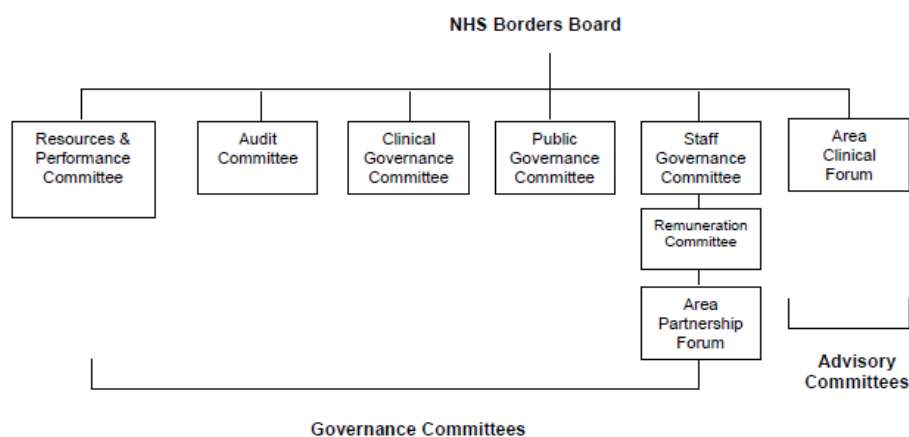 NHS Borders Board
Resources &
Performance
Committee
Audit
Committee
Clinical
Governance
Committee
Public
Governance
Committee
Staff
Governance
Committee
Area
Clinical
Forum
Remuneration
Committee
Area
Partnership
Forum
Advisory
Committees
Governance Committees